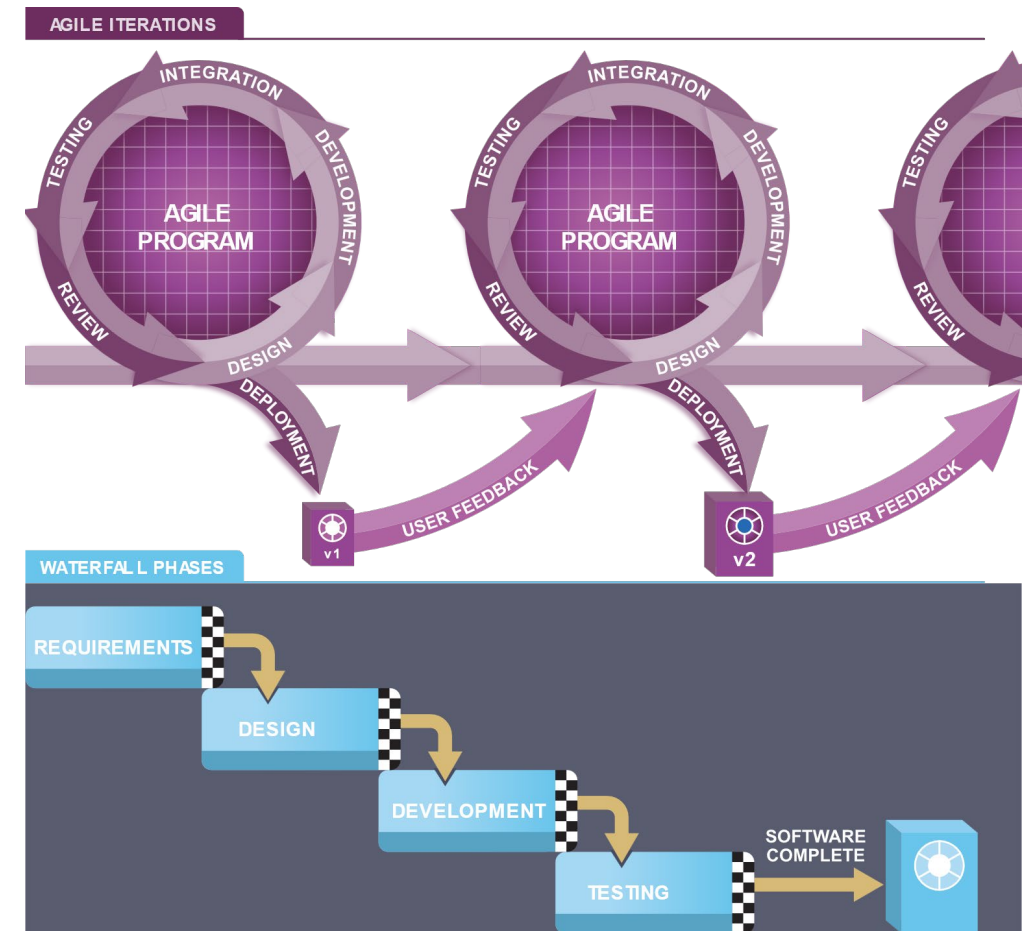 AGILE ITERATIONS
INTEGRATION
TESTING
DEVELOPMENT
AGILE
PROGRAM
REVIEW
DESIGN
DEPLOYMENT
v1
USER FEEDBACK
INTEGRATION
TESTING
DEVELOPMENT
AGILE
PROGRAM
REVIEW
DESIGN
DEPLOYMENT
v2
USER FEEDBACK
TESTING
REVIEW
WATERFALL PHASES
REQUIREMENTS
DESIGN
DEVELOPMENT
TESTING
SOFTWARE
COMPLETE